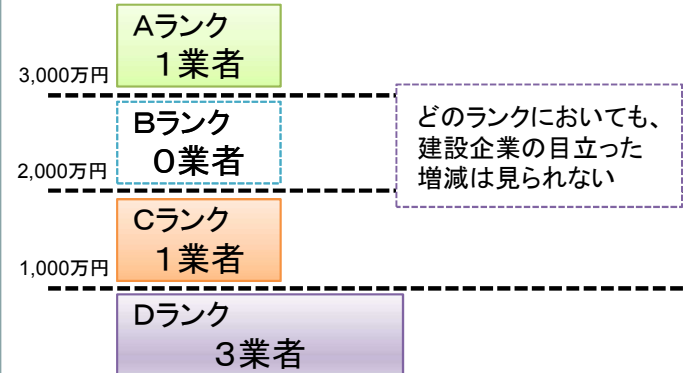 Aランク
1業者
3,000万円
Bランク
0業者
どのランクにおいても、
建設企業の目立った
増減は見られない
2,000万円
Cランク
1業者
1,000万円
Dランク
3業者